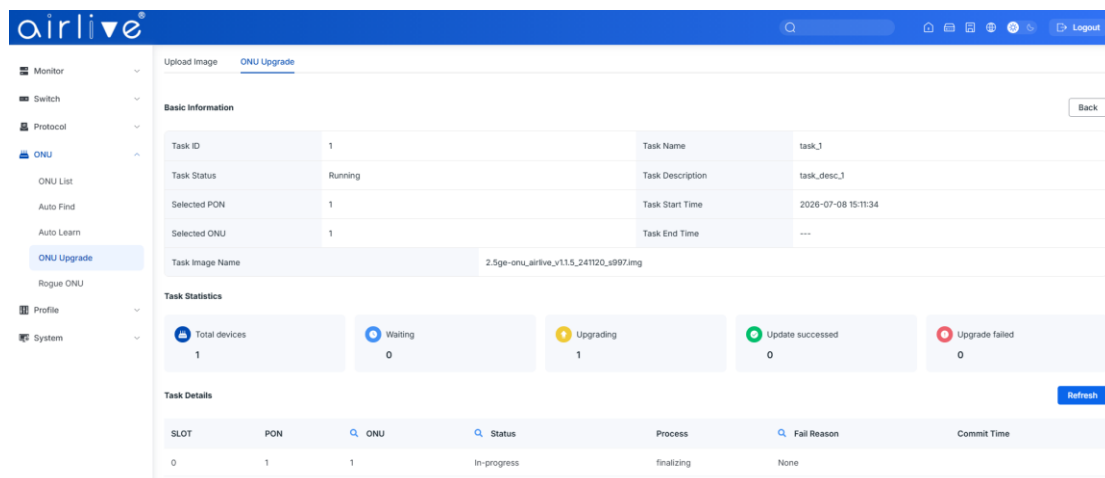 airlive®
Logout
Monitor
Switch
Protocol
ONU
ONU List
Auto Find
Auto Learn
ONU Upgrade
Rogue ONU
Profile
System
Upload Image ONU Upgrade
Basic Information Back
Task ID 1 Task Name task_1
Task Status Running Task Description task_desc_1
Selected PON 1 Task Start Time 2026-07-08 15:11:34
Selected ONU 1 Task End Time ---
Task Image Name 2.5ge-onu_airlive_v1.1.5_241120_s997.img
Task Statistics
Total devices Waiting Upgrading Update successed Upgrade failed
1 0 1 0 0
Task Details Refresh
SLOT PON ONU Status Process Fail Reason Commit Time
0 1 1 In-progress finalizing None